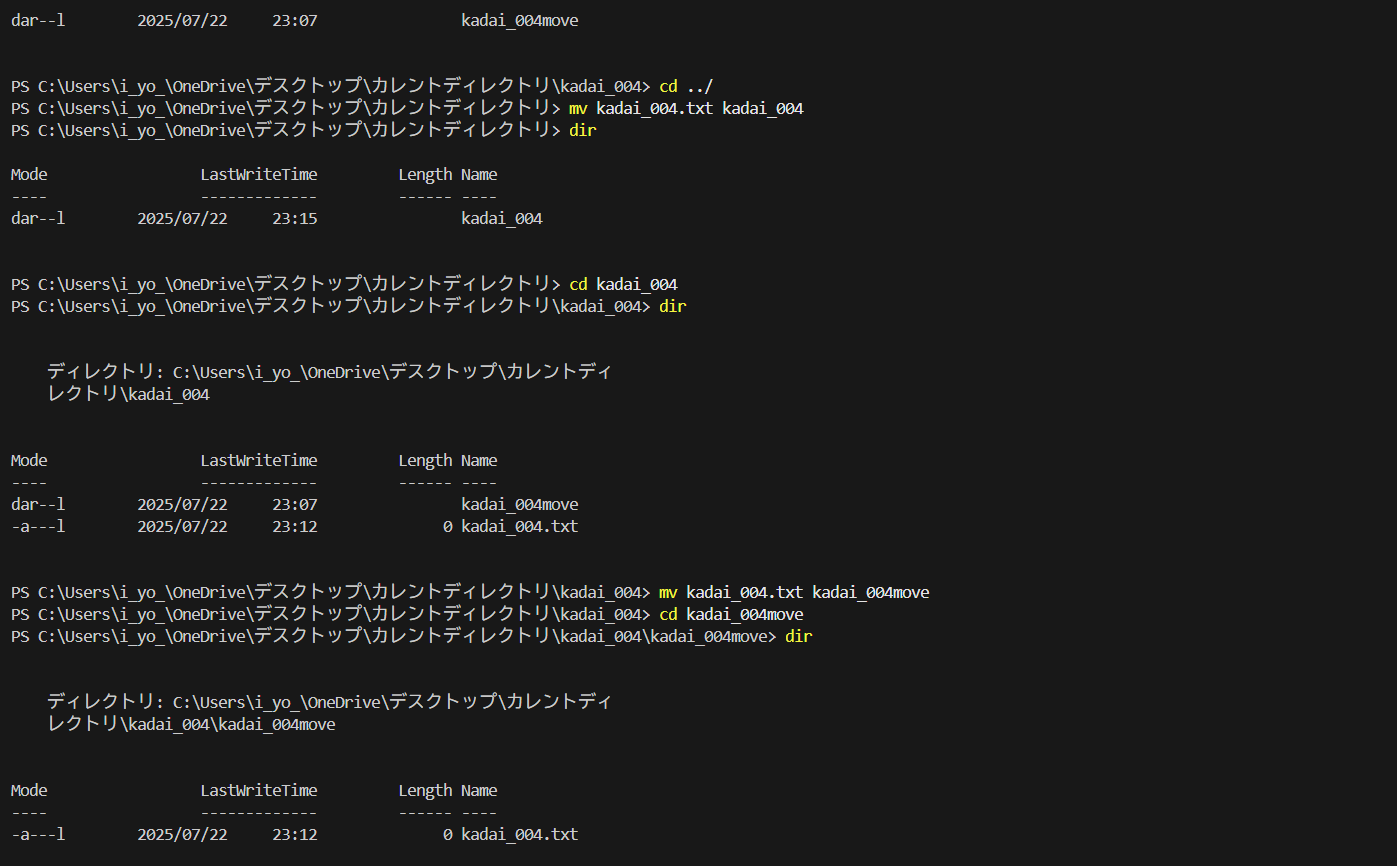 dar--l        2025/07/22     23:07                kadai_004move
PS C:\Users\i_yo_\OneDrive\デスクトップ\カレントディレクトリ\kadai_004> cd ../
PS C:\Users\i_yo_\OneDrive\デスクトップ\カレントディレクトリ> mv kadai_004.txt kadai_004
PS C:\Users\i_yo_\OneDrive\デスクトップ\カレントディレクトリ> dir
Mode                 LastWriteTime         Length Name
----                 -------------         ------ ----
dar--l        2025/07/22     23:15                kadai_004
PS C:\Users\i_yo_\OneDrive\デスクトップ\カレントディレクトリ> cd kadai_004
PS C:\Users\i_yo_\OneDrive\デスクトップ\カレントディレクトリ\kadai_004> dir
    ディレクトリ: C:\Users\i_yo_\OneDrive\デスクトップ\カレントディ
    レクトリ\kadai_004
Mode                 LastWriteTime         Length Name
----                 -------------         ------ ----
dar--l        2025/07/22     23:07                kadai_004move
-a---l        2025/07/22     23:12              0 kadai_004.txt
PS C:\Users\i_yo_\OneDrive\デスクトップ\カレントディレクトリ\kadai_004> mv kadai_004.txt kadai_004move
PS C:\Users\i_yo_\OneDrive\デスクトップ\カレントディレクトリ\kadai_004> cd kadai_004move
PS C:\Users\i_yo_\OneDrive\デスクトップ\カレントディレクトリ\kadai_004\kadai_004move> dir
    ディレクトリ: C:\Users\i_yo_\OneDrive\デスクトップ\カレントディ
    レクトリ\kadai_004\kadai_004move
Mode                 LastWriteTime         Length Name
----                 -------------         ------ ----
-a---l        2025/07/22     23:12              0 kadai_004.txt